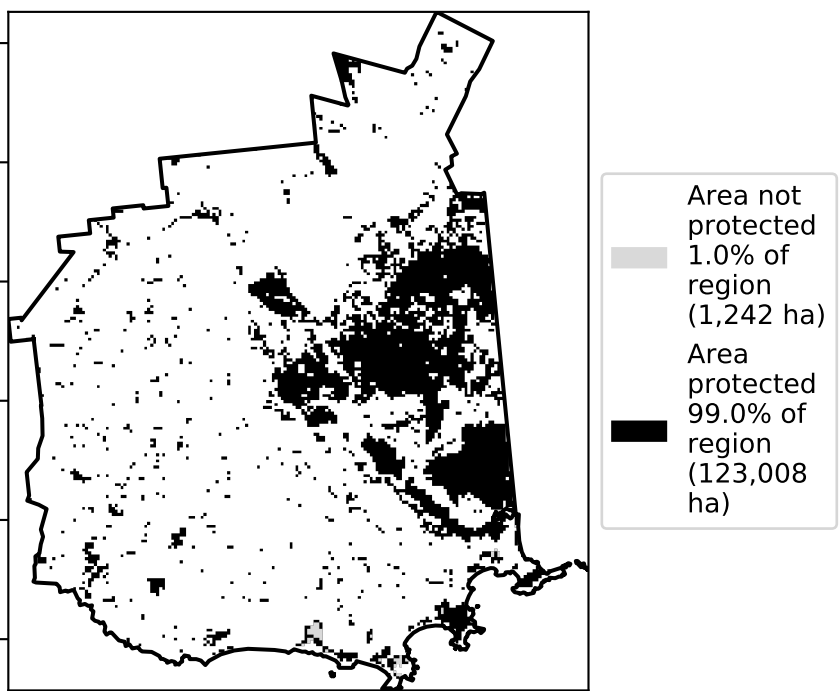 Area not
protected
1.0% of
region
(1,242 ha)
Area
protected
99.0% of
region
(123,008
ha)